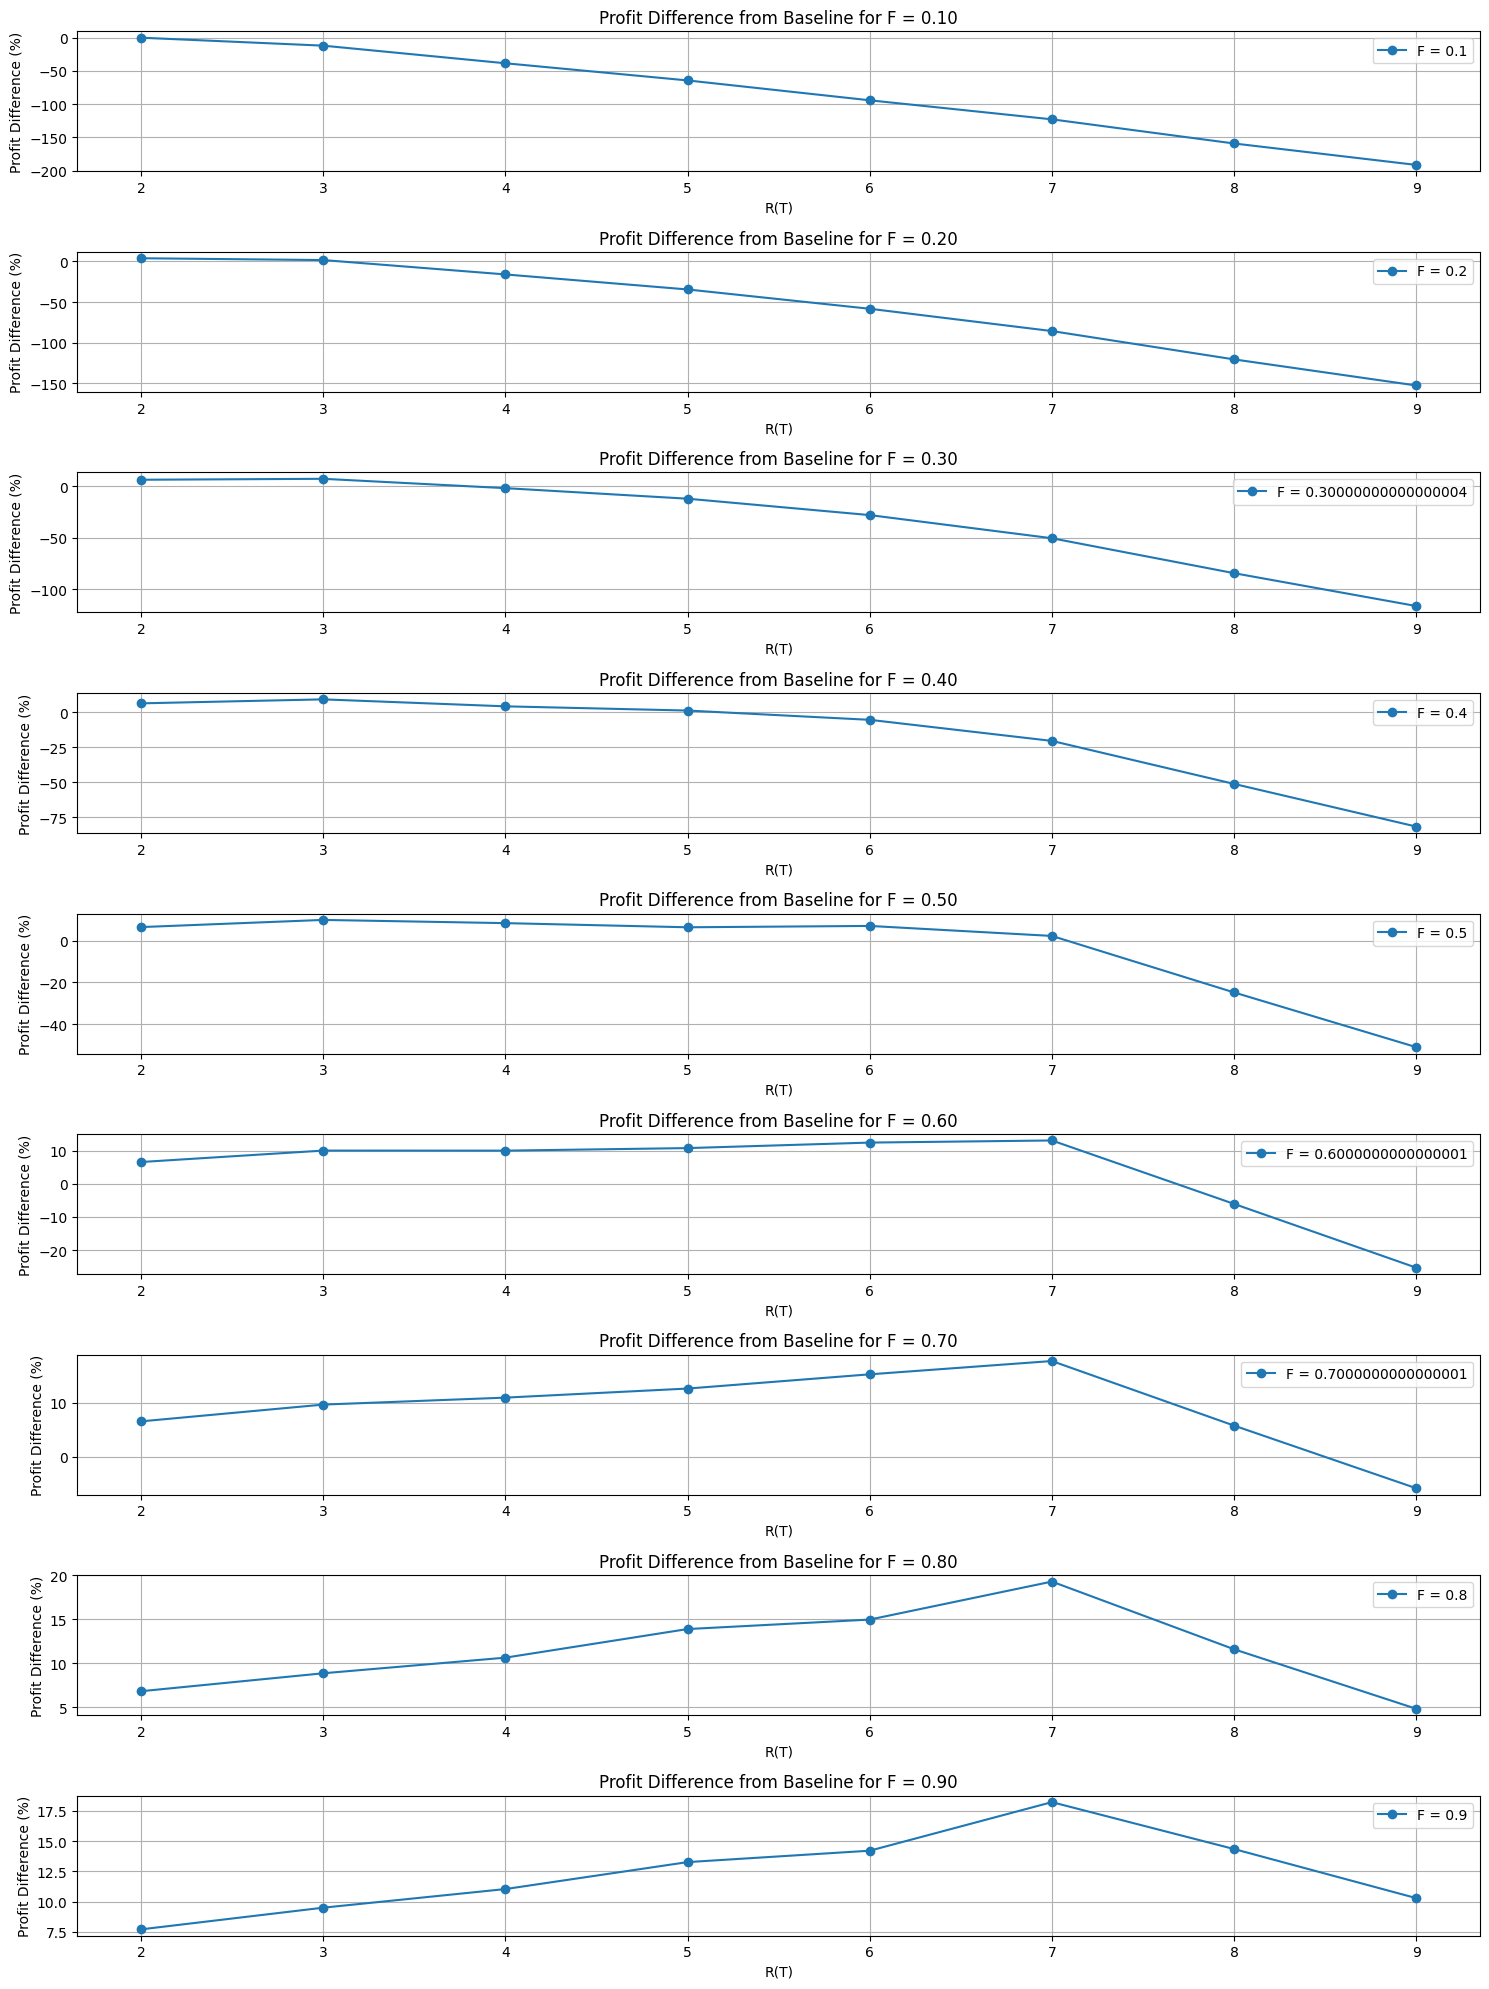 Profit Difference from Baseline for F = 0.10
Profit Difference (%)
0
−50
−100
−150
−200
F = 0.1
2 3 4 5 6 7 8 9
R(T)
Profit Difference from Baseline for F = 0.20
Profit Difference (%)
0
−50
−100
−150
F = 0.2
2 3 4 5 6 7 8 9
R(T)
Profit Difference from Baseline for F = 0.30
Profit Difference (%)
0
−50
−100
F = 0.30000000000000004
2 3 4 5 6 7 8 9
R(T)
Profit Difference from Baseline for F = 0.40
Profit Difference (%)
0
−25
−50
−75
F = 0.4
2 3 4 5 6 7 8 9
R(T)
Profit Difference from Baseline for F = 0.50
Profit Difference (%)
0
−20
−40
F = 0.5
2 3 4 5 6 7 8 9
R(T)
Profit Difference from Baseline for F = 0.60
Profit Difference (%)
10
0
−10
−20
F = 0.6000000000000001
2 3 4 5 6 7 8 9
R(T)
Profit Difference from Baseline for F = 0.70
Profit Difference (%)
10
0
F = 0.7000000000000001
2 3 4 5 6 7 8 9
R(T)
Profit Difference from Baseline for F = 0.80
Profit Difference (%)
20
15
10
5
F = 0.8
2 3 4 5 6 7 8 9
R(T)
Profit Difference from Baseline for F = 0.90
Profit Difference (%)
17.5
15.0
12.5
10.0
7.5
F = 0.9
2 3 4 5 6 7 8 9
R(T)